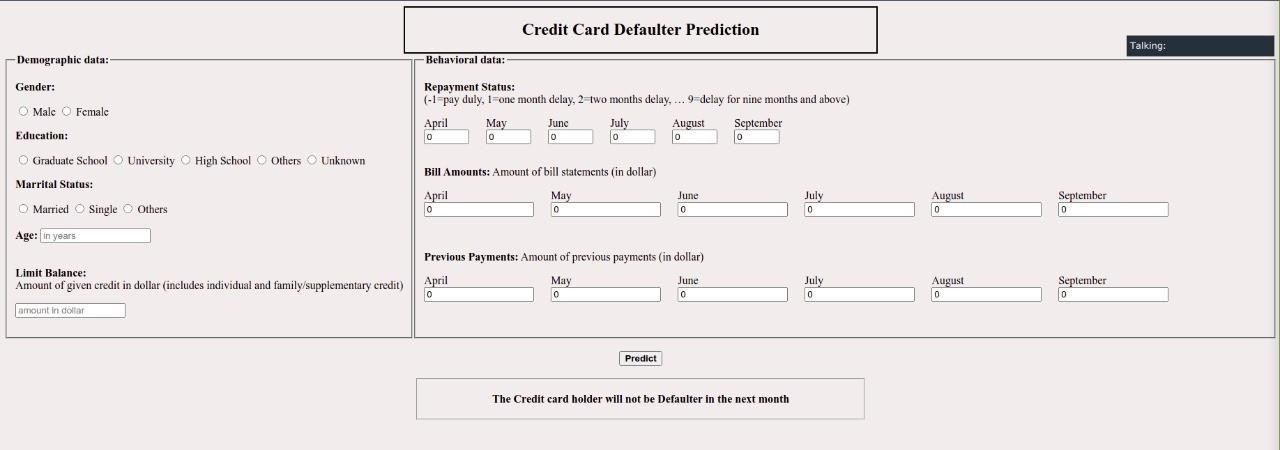 Credit Card Defaulter Prediction
Talking:
Demographic data:
Gender:
Male Female
Education:
Graduate School University High School Others Unknown
Marrital Status:
Married Single Others
Age: in years
Limit Balance:
Amount of given credit in dollar (includes individual and family/supplementary credit)
amount in dollar
Behavioral data:
Repayment Status:
(-1=pay duly, 1=one month delay, 2=two months delay, … 9=delay for nine months and above)
April May June July August September
0 0 0 0 0 0
Bill Amounts: Amount of bill statements (in dollar)
April May June July August September
0 0 0 0 0 0
Previous Payments: Amount of previous payments (in dollar)
April May June July August September
0 0 0 0 0 0
Predict
The Credit card holder will not be Defaulter in the next month